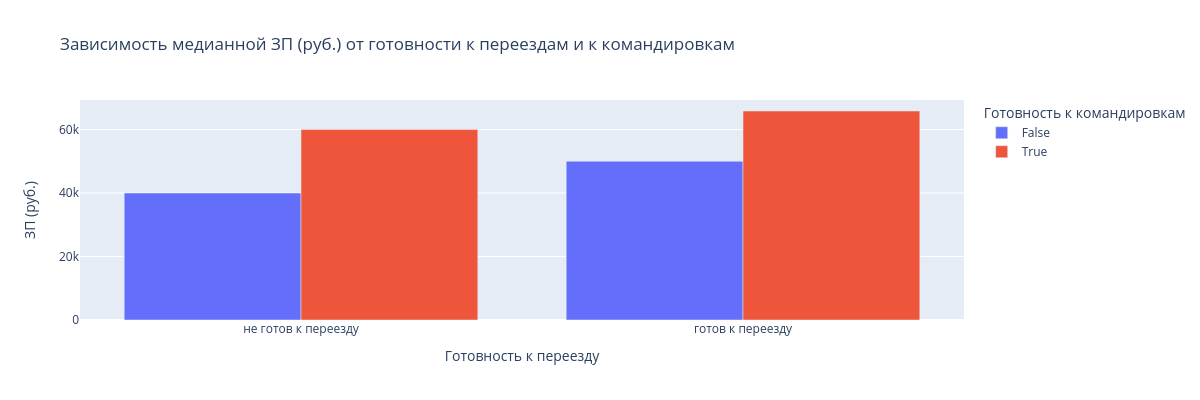 Зависимость медианной ЗП (руб.) от готовности к переездам и к командировкам
ЗП (руб.)
60k
40k
20k
0
не готов к переезду
готов к переезду
Готовность к переезду
Готовность к командировкам
False
True